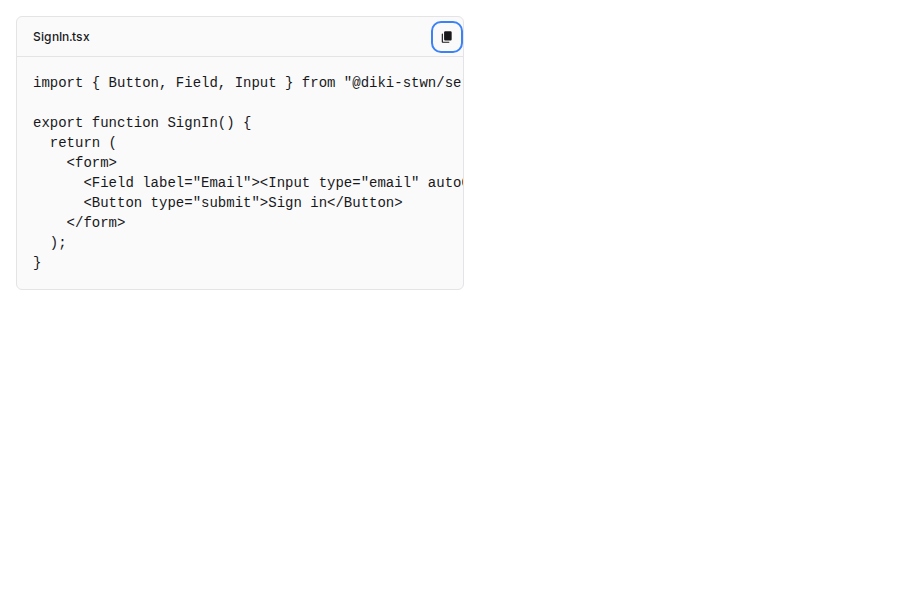 SignIn.tsx
import { Button, Field, Input } from "@diki-stwn/se
export function SignIn() {
  return (
    <form>
      <Field label="Email"><Input type="email" auto
      <Button type="submit">Sign in</Button>
    </form>
  );
}